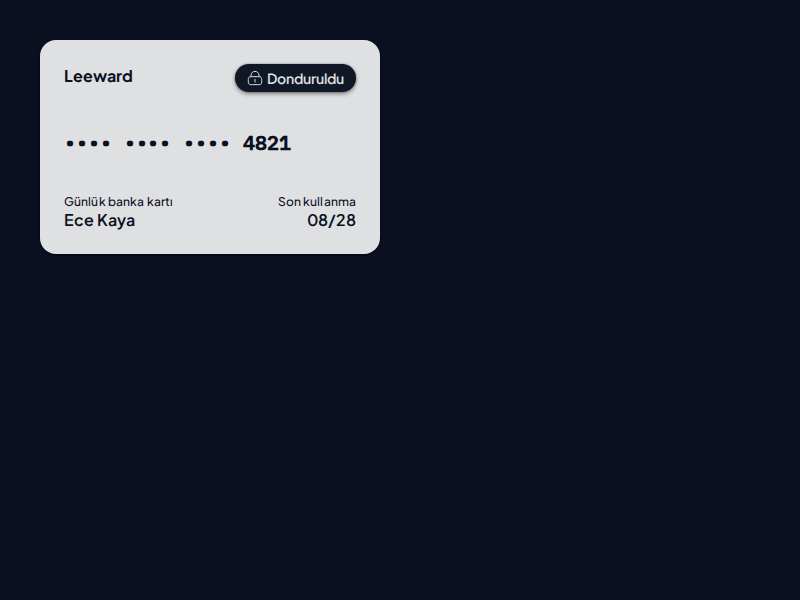 Leeward
Donduruldu
•••• •••• •••• 4821
Günlük banka kartı
Son kullanma
Ece Kaya
08/28